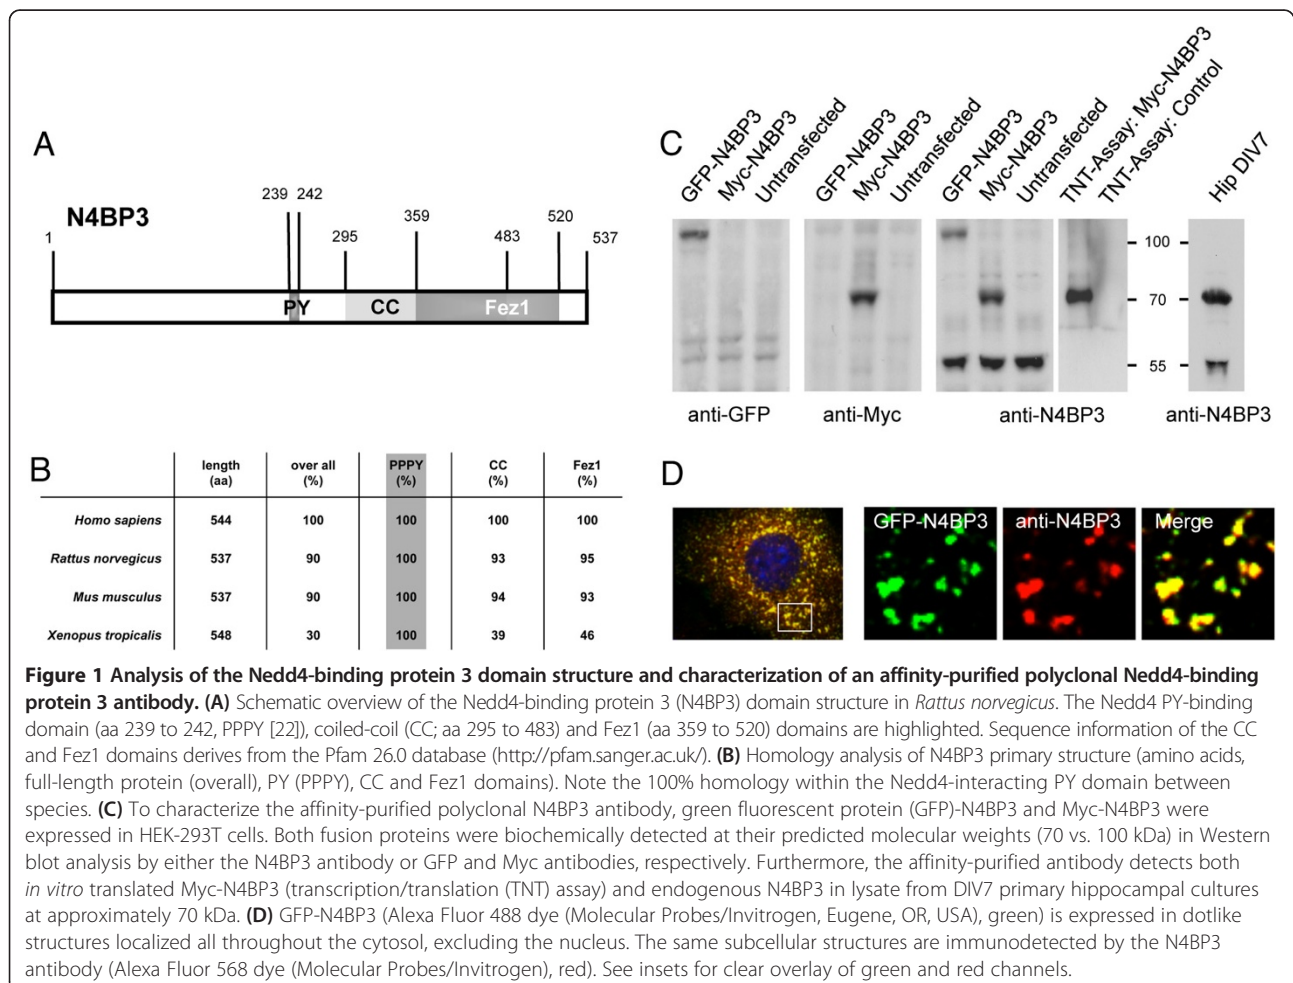 A
N4BP3
1
239 242
295
359
483
520
537
PY
CC
Fez1
B
length (aa) over all (%) PPPY (%) CC (%) Fez1 (%)
Homo sapiens 544 100 100 100 100
Rattus norvegicus 537 90 100 93 95
Mus musculus 537 90 100 94 93
Xenopus tropicalis 548 30 100 39 46
C
GFP-N4BP3
Myc-N4BP3
Untransfected
GFP-N4BP3
Myc-N4BP3
Untransfected
GFP-N4BP3
Myc-N4BP3
Untransfected
TNT-Assay: Myc-N4BP3
TNT-Assay: Control
Hip DIV7
100
70
55
anti-GFP
anti-Myc
anti-N4BP3
anti-N4BP3
D
GFP-N4BP3
anti-N4BP3
Merge
Figure 1 Analysis of the Nedd4-binding protein 3 domain structure and characterization of an affinity-purified polyclonal Nedd4-binding
protein 3 antibody. (A) Schematic overview of the Nedd4-binding protein 3 (N4BP3) domain structure in Rattus norvegicus. The Nedd4 PY-binding
domain (aa 239 to 242, PPPY [22]), coiled-coil (CC; aa 295 to 483) and Fez1 (aa 359 to 520) domains are highlighted. Sequence information of the CC
and Fez1 domains derives from the Pfam 26.0 database (http://pfam.sanger.ac.uk/). (B) Homology analysis of N4BP3 primary structure (amino acids,
full-length protein (overall), PY (PPPY), CC and Fez1 domains). Note the 100% homology within the Nedd4-interacting PY domain between
species. (C) To characterize the affinity-purified polyclonal N4BP3 antibody, green fluorescent protein (GFP)-N4BP3 and Myc-N4BP3 were
expressed in HEK-293T cells. Both fusion proteins were biochemically detected at their predicted molecular weights (70 vs. 100 kDa) in Western
blot analysis by either the N4BP3 antibody or GFP and Myc antibodies, respectively. Furthermore, the affinity-purified antibody detects both
in vitro translated Myc-N4BP3 (transcription/translation (TNT) assay) and endogenous N4BP3 in lysate from DIV7 primary hippocampal cultures
at approximately 70 kDa. (D) GFP-N4BP3 (Alexa Fluor 488 dye (Molecular Probes/Invitrogen, Eugene, OR, USA), green) is expressed in dotlike
structures localized all throughout the cytosol, excluding the nucleus. The same subcellular structures are immunodetected by the N4BP3
antibody (Alexa Fluor 568 dye (Molecular Probes/Invitrogen), red). See insets for clear overlay of green and red channels.